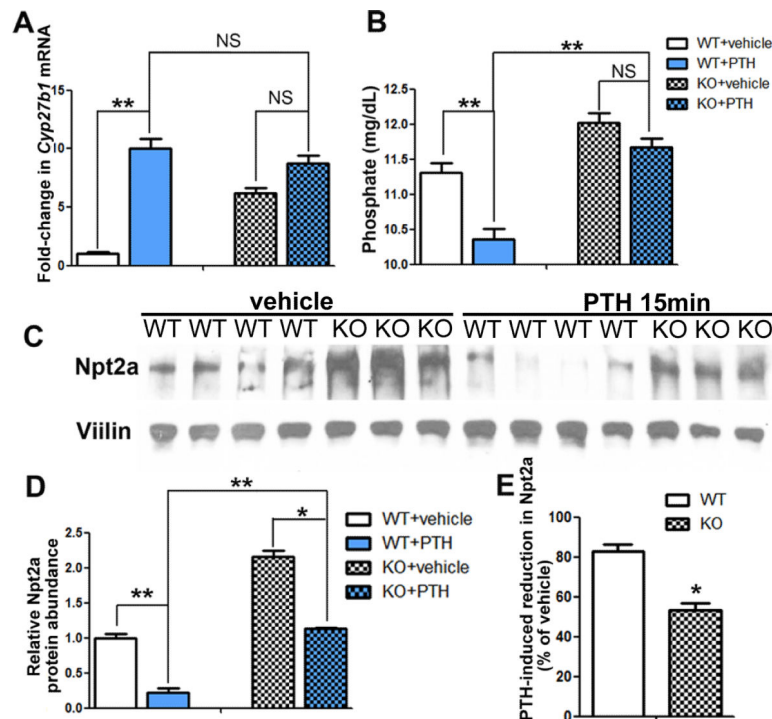 A
Fold-change in Cyp27b1 mRNA
15
10
5
0
**
NS
NS
B
Phosphate (mg/dL)
12.5
12.0
11.5
11.0
10.5
10.0
**
**
NS
WT+vehicle
WT+PTH
KO+vehicle
KO+PTH
vehicle
PTH 15min
C
WT WT WT WT KO KO KO WT WT WT WT KO KO KO
Npt2a
Viilin
D
Relative Npt2a
protein abundance
2.5
2.0
1.5
1.0
0.5
0.0
**
**
*
WT+vehicle
WT+PTH
KO+vehicle
KO+PTH
E
PTH-induced reduction in Npt2a
(% of vehicle)
100
80
60
40
20
0
*
WT
KO